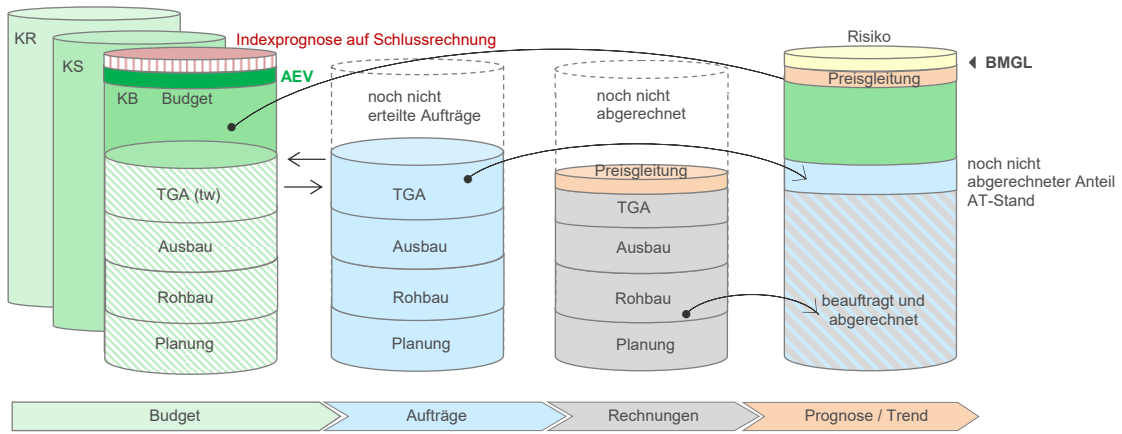 KR
KS
Indexprognose auf Schlussrechnung
AEV
KB Budget
TGA (tw)
Ausbau
Rohbau
Planung
noch nicht
erteilte Aufträge
TGA
Ausbau
Rohbau
Planung
noch nicht
abgerechnet
Preisgleitung
TGA
Ausbau
Rohbau
Planung
Risiko
BMGL
Preisgleitung
noch nicht
abgerechneter Anteil
AT-Stand
beauftragt und
abgerechnet
Budget
Aufträge
Rechnungen
Prognose / Trend